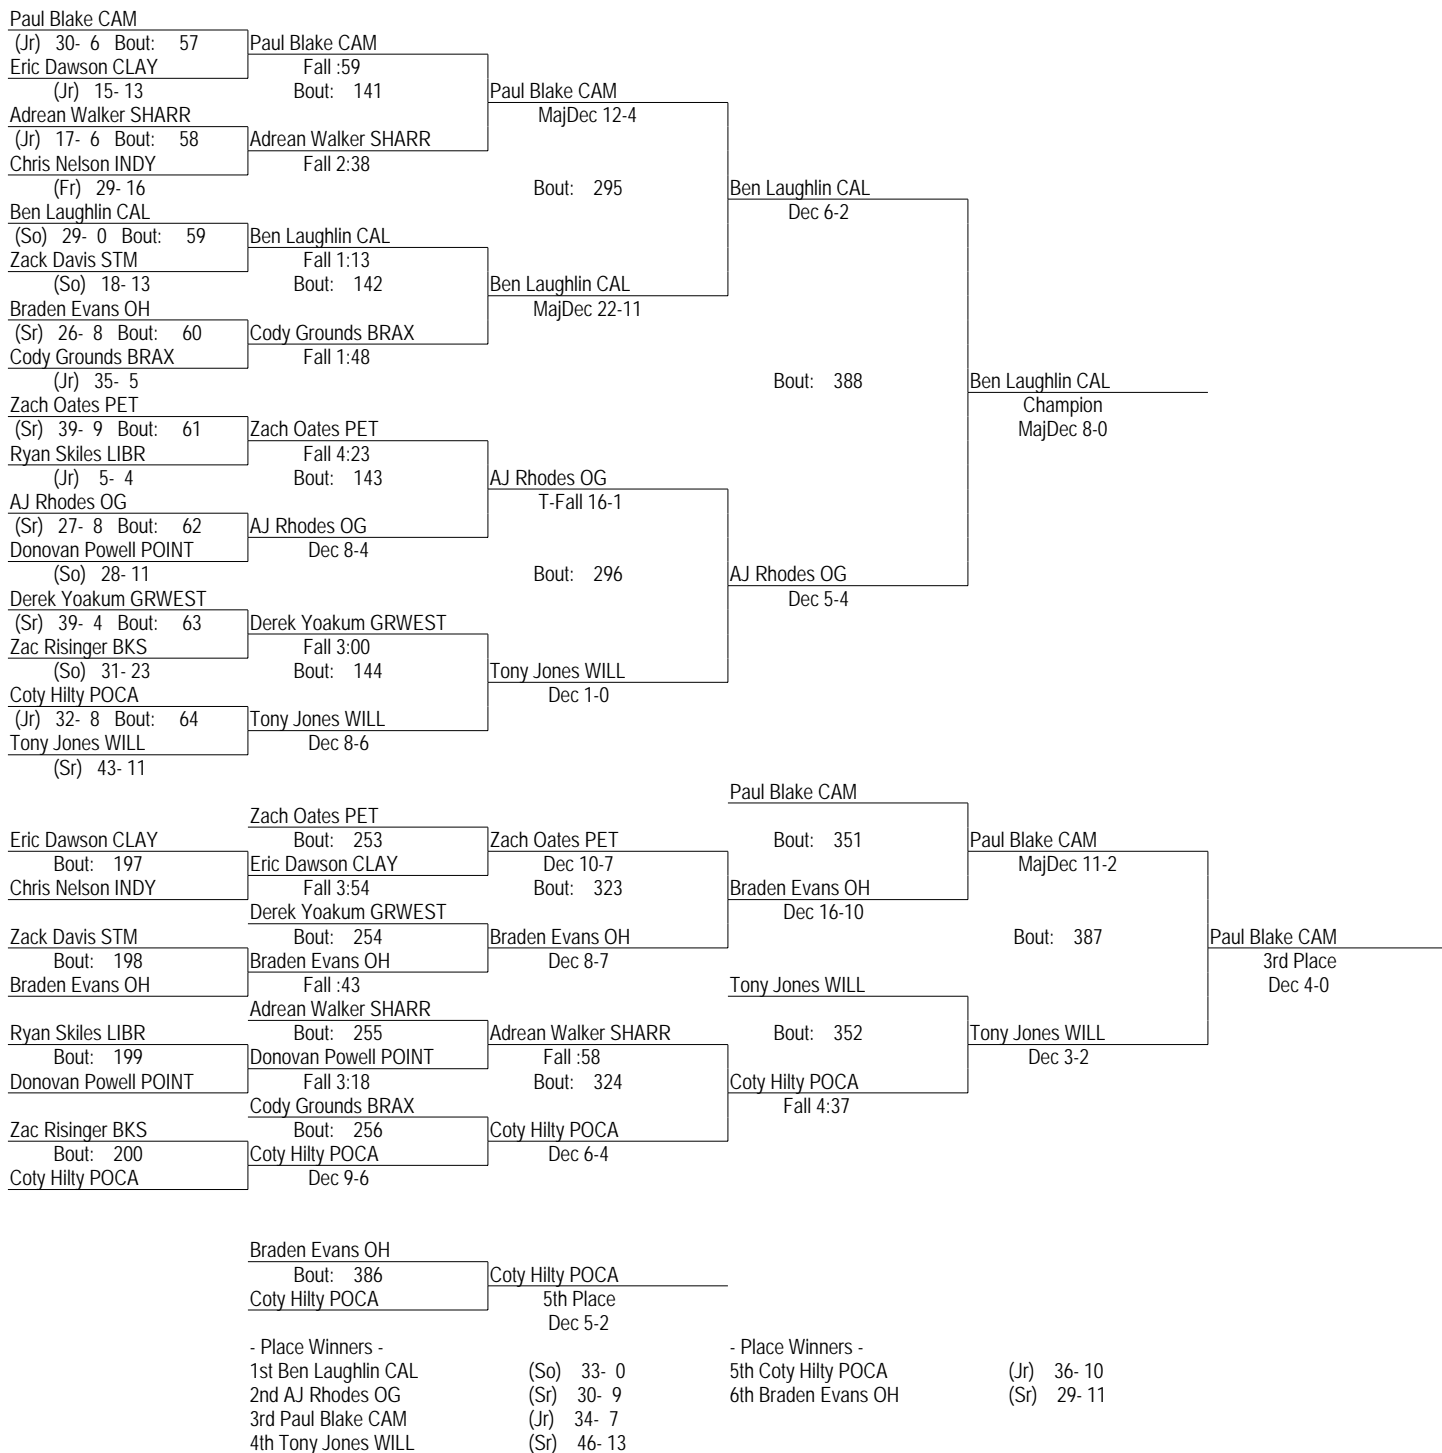 Paul Blake CAM
(Jr) 30- 6 Bout: 57 Paul Blake CAM
Eric Dawson CLAY Fall :59
(Jr) 15- 13 Bout: 141 Paul Blake CAM
Adrean Walker SHARR MajDec 12-4
(Jr) 17- 6 Bout: 58 Adrean Walker SHARR
Chris Nelson INDY Fall 2:38
(Fr) 29- 16 Bout: 295 Ben Laughlin CAL
Ben Laughlin CAL Dec 6-2
(So) 29- 0 Bout: 59 Ben Laughlin CAL
Zack Davis STM Fall 1:13
(So) 18- 13 Bout: 142 Ben Laughlin CAL
Braden Evans OH MajDec 22-11
(Sr) 26- 8 Bout: 60 Cody Grounds BRAX
Cody Grounds BRAX Fall 1:48
(Jr) 35- 5 Bout: 388 Ben Laughlin CAL
Zach Oates PET Champion
(Sr) 39- 9 Bout: 61 Zach Oates PET MajDec 8-0
Ryan Skiles LIBR Fall 4:23
(Jr) 5- 4 Bout: 143 AJ Rhodes OG
AJ Rhodes OG T-Fall 16-1
(Sr) 27- 8 Bout: 62 AJ Rhodes OG
Donovan Powell POINT Dec 8-4
(So) 28- 11 Bout: 296 AJ Rhodes OG
Derek Yoakum GRWEST Dec 5-4
(Sr) 39- 4 Bout: 63 Derek Yoakum GRWEST
Zac Risinger BKS Fall 3:00
(So) 31- 23 Bout: 144 Tony Jones WILL
Coty Hilty POCA Dec 1-0
(Jr) 32- 8 Bout: 64 Tony Jones WILL
Tony Jones WILL Dec 8-6
(Sr) 43- 11
Paul Blake CAM
Zach Oates PET
Eric Dawson CLAY Bout: 253 Zach Oates PET Bout: 351 Paul Blake CAM
Bout: 197 Eric Dawson CLAY Dec 10-7 MajDec 11-2
Chris Nelson INDY Fall 3:54 Bout: 323 Braden Evans OH
Derek Yoakum GRWEST Dec 16-10
Zack Davis STM Bout: 254 Braden Evans OH Bout: 387 Paul Blake CAM
Bout: 198 Braden Evans OH Dec 8-7 3rd Place
Braden Evans OH Fall :43 Tony Jones WILL Dec 4-0
Adrean Walker SHARR
Ryan Skiles LIBR Bout: 255 Adrean Walker SHARR Bout: 352 Tony Jones WILL
Bout: 199 Donovan Powell POINT Fall :58 Dec 3-2
Donovan Powell POINT Fall 3:18 Bout: 324 Coty Hilty POCA
Cody Grounds BRAX Fall 4:37
Zac Risinger BKS Bout: 256 Coty Hilty POCA
Bout: 200 Coty Hilty POCA Dec 6-4
Coty Hilty POCA Dec 9-6
Braden Evans OH
Bout: 386 Coty Hilty POCA
Coty Hilty POCA 5th Place
Dec 5-2
- Place Winners - - Place Winners -
1st Ben Laughlin CAL (So) 33- 0 5th Coty Hilty POCA (Jr) 36- 10
2nd AJ Rhodes OG (Sr) 30- 9 6th Braden Evans OH (Sr) 29- 11
3rd Paul Blake CAM (Jr) 34- 7
4th Tony Jones WILL (Sr) 46- 13